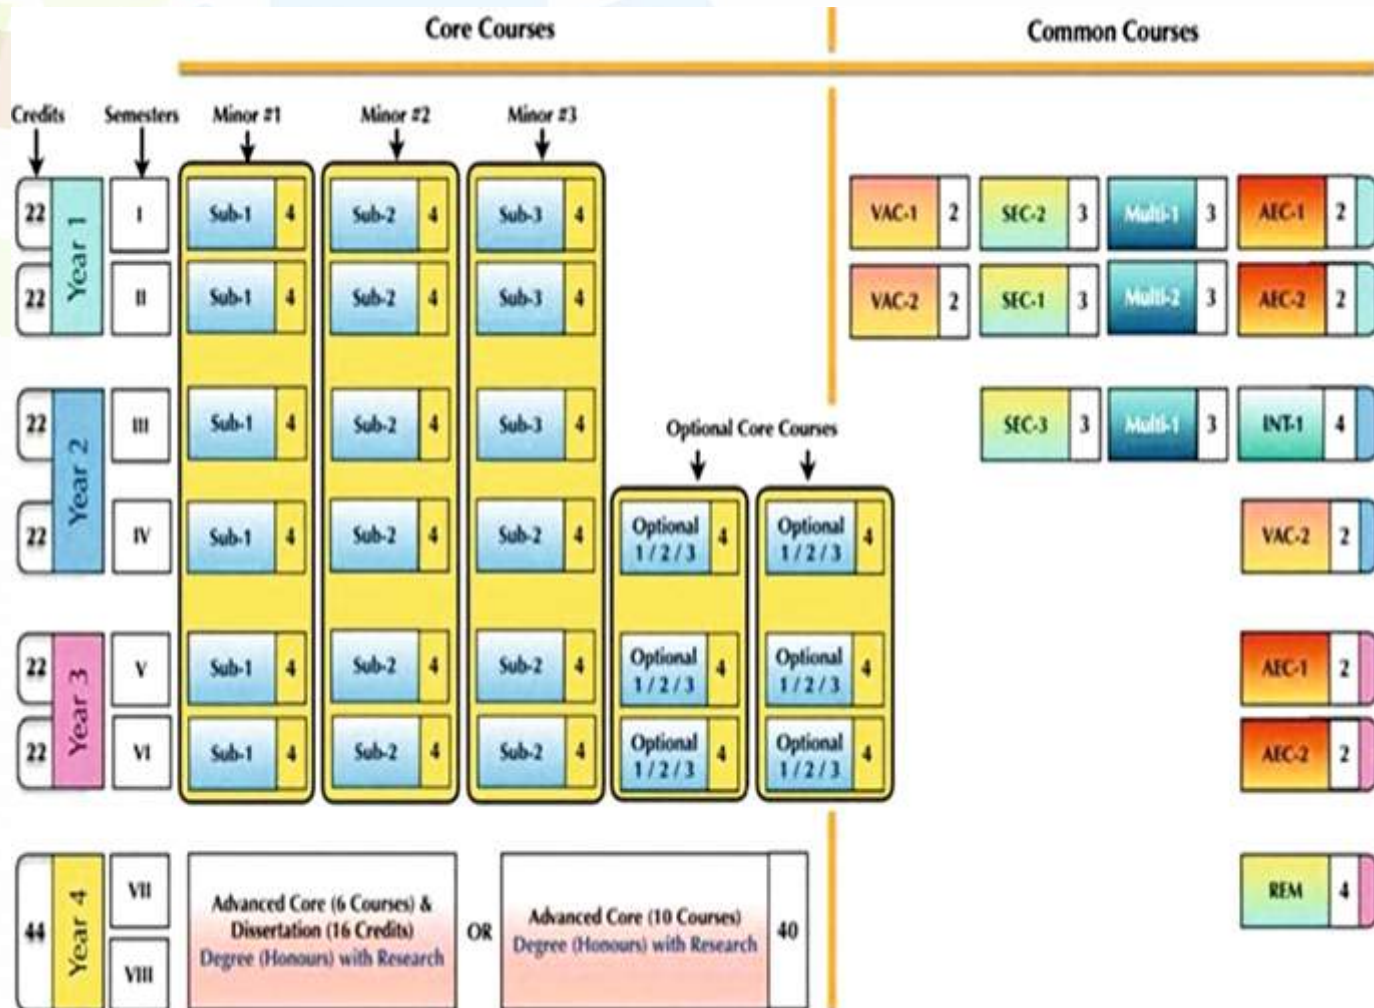 Core Courses
Common Courses
Credits Semesters Minor #1 Minor #2 Minor #3
Year 1
22 I Sub-1 4 Sub-2 4 Sub-3 4 VAC-1 2 SEC-2 3 Multi-1 3 AEC-1 2
22 II Sub-1 4 Sub-2 4 Sub-3 4 VAC-2 2 SEC-1 3 Multi-2 3 AEC-2 2
Year 2
22 III Sub-1 4 Sub-2 4 Sub-3 4 SEC-3 3 Multi-1 3 INT-1 4
Optional Core Courses
22 IV Sub-1 4 Sub-2 4 Sub-2 4 Optional 4 Optional 4 VAC-2 2
1 / 2 / 3 1 / 2 / 3
Year 3
22 V Sub-1 4 Sub-2 4 Sub-2 4 Optional 4 Optional 4 AEC-1 2
1 / 2 / 3 1 / 2 / 3
22 VI Sub-1 4 Sub-2 4 Sub-2 4 Optional 4 Optional 4 AEC-2 2
1 / 2 / 3 1 / 2 / 3
Year 4
44 VII VIII
Advanced Core (6 Courses) &
Dissertation (16 Credits)
Degree (Honours) with Research
OR
Advanced Core (10 Courses)
Degree (Honours) with Research
40
REM 4